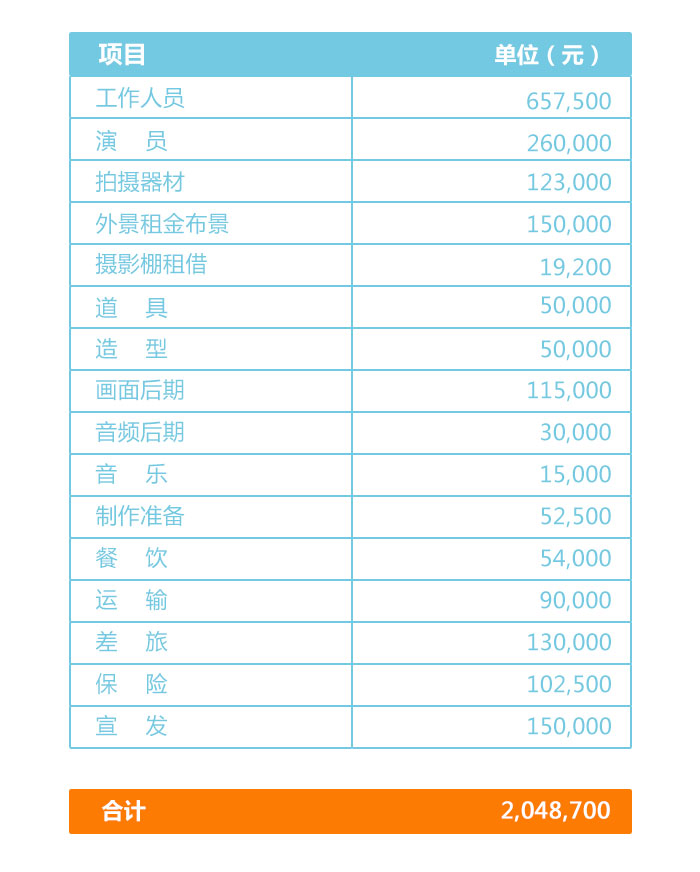 项目 单位（元）
工作人员 657,500
演 员 260,000
拍摄器材 123,000
外景租金布景 150,000
摄影棚租借 19,200
道 具 50,000
造 型 50,000
画面后期 115,000
音频后期 30,000
音 乐 15,000
制作准备 52,500
餐 饮 54,000
运 输 90,000
差 旅 130,000
保 险 102,500
宣 发 150,000
合计 2,048,700